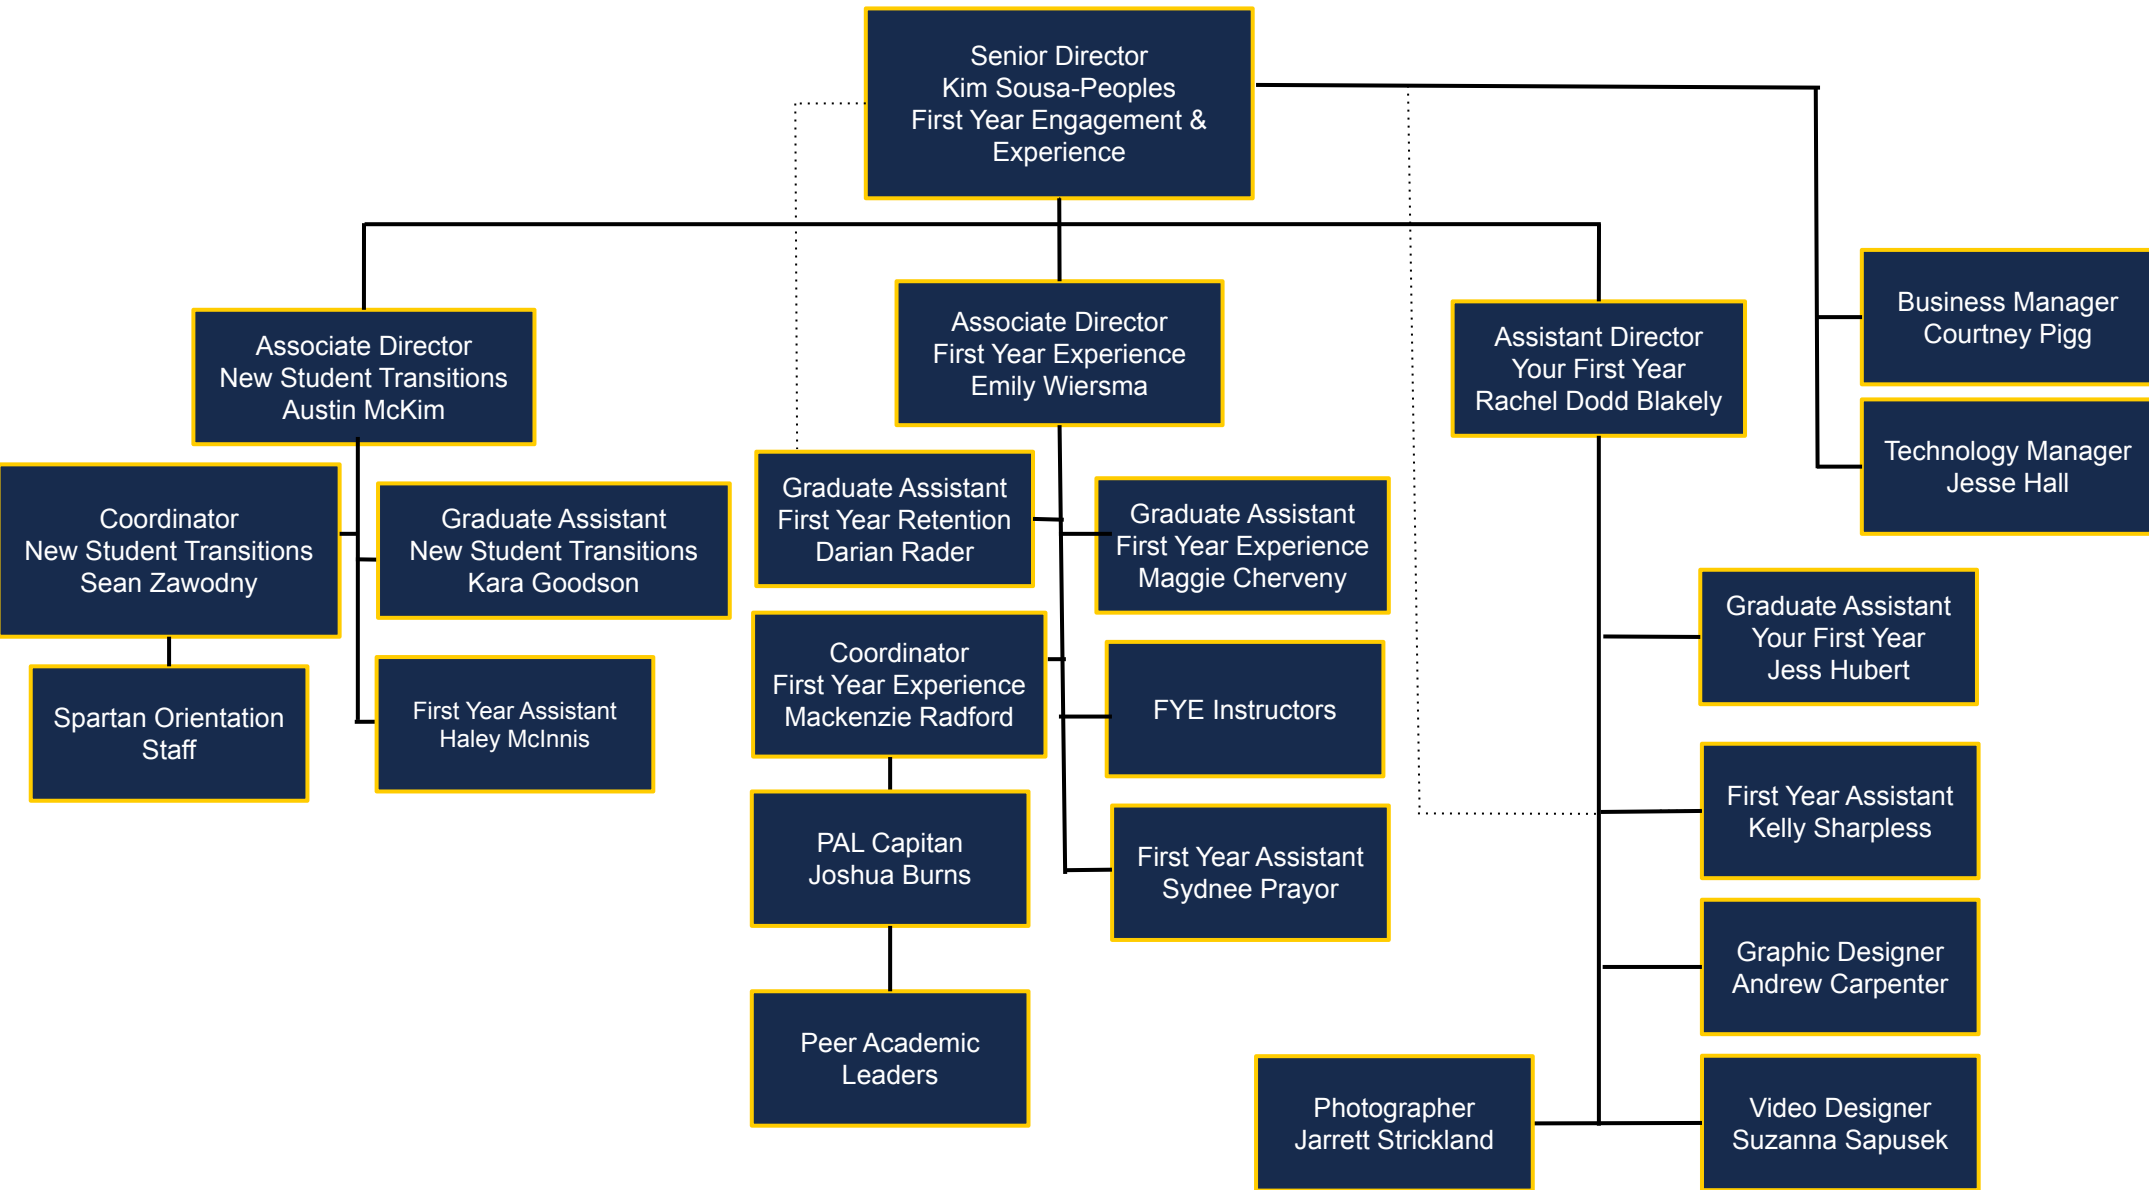 Senior Director
Kim Sousa-Peoples
First Year Engagement &
Experience
Associate Director
New Student Transitions
Austin McKim
Associate Director
First Year Experience
Emily Wiersma
Assistant Director
Your First Year
Rachel Dodd Blakely
Business Manager
Courtney Pigg
Technology Manager
Jesse Hall
Coordinator
New Student Transitions
Sean Zawodny
Graduate Assistant
New Student Transitions
Kara Goodson
Spartan Orientation
Staff
First Year Assistant
Haley McInnis
Graduate Assistant
First Year Retention
Darian Rader
Graduate Assistant
First Year Experience
Maggie Cherveny
Coordinator
First Year Experience
Mackenzie Radford
FYE Instructors
PAL Capitan
Joshua Burns
First Year Assistant
Sydnee Prayor
Peer Academic
Leaders
Graduate Assistant
Your First Year
Jess Hubert
First Year Assistant
Kelly Sharpless
Graphic Designer
Andrew Carpenter
Photographer
Jarrett Strickland
Video Designer
Suzanna Sapusek